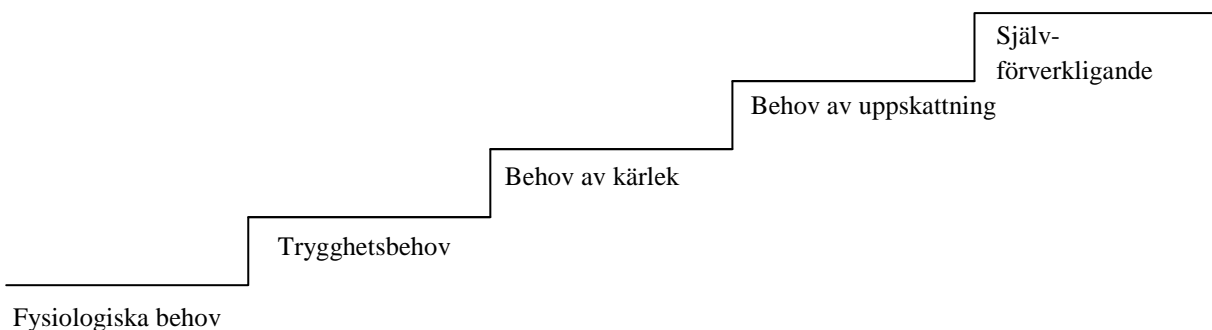 Själv-
förverkligande
Behov av uppskattning
Behov av kärlek
Trygghetsbehov
Fysiologiska behov